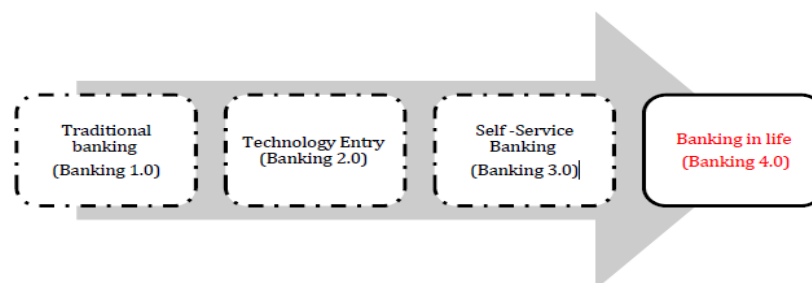 Traditional
banking
(Banking 1.0)
Technology Entry
(Banking 2.0)
Self -Service
Banking
(Banking 3.0)
Banking in life
(Banking 4.0)